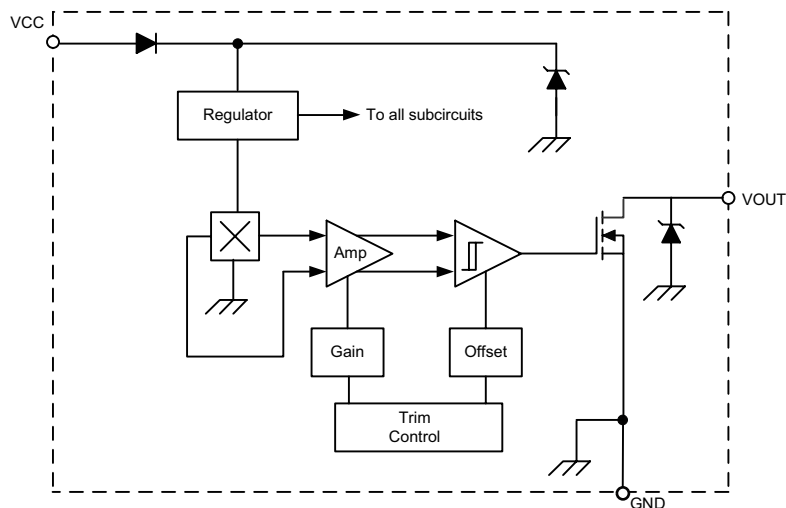 VCC
Regulator
To all subcircuits
VOUT
Amp
Gain
Offset
Trim
Control
GND